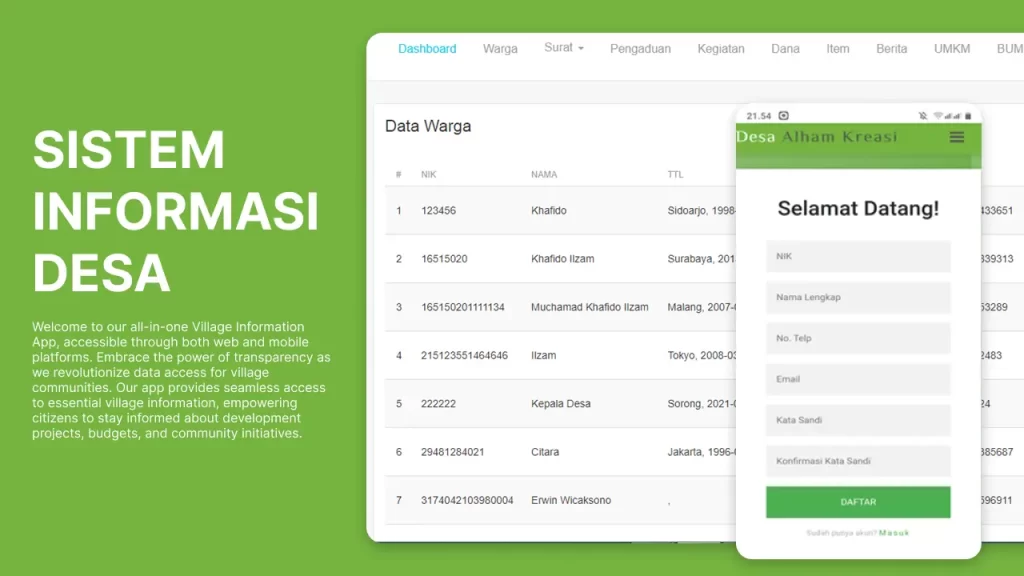 SISTEM
INFORMASI
DESA
Welcome to our all-in-one Village Information
App, accessible through both web and mobile
platforms. Embrace the power of transparency as
we revolutionize data access for village
communities. Our app provides seamless access
to essential village information, empowering
citizens to stay informed about development
projects, budgets, and community initiatives.
Dashboard Warga Surat Pengaduan Kegiatan Dana Item Berita UMKM BUM
Data Warga
# NIK NAMA TTL
1 123456 Khafido Sidoarjo, 1998- 433651
2 16515020 Khafido Ilzam Surabaya, 201 339313
3 165150201111134 Muchamad Khafido Ilzam Malang, 2007-0 53289
4 215123551464646 Ilzam Tokyo, 2008-03 2483
5 222222 Kepala Desa Sorong, 2021-0 24
6 29481284021 Citara Jakarta, 1996-0 385687
7 3174042103980004 Erwin Wicaksono , 596911
21.54
Desa Alham Kreasi
Selamat Datang!
NIK
Nama Lengkap
No. Telp
Email
Kata Sandi
Konfirmasi Kata Sandi
DAFTAR
Sudah punya akun? Masuk